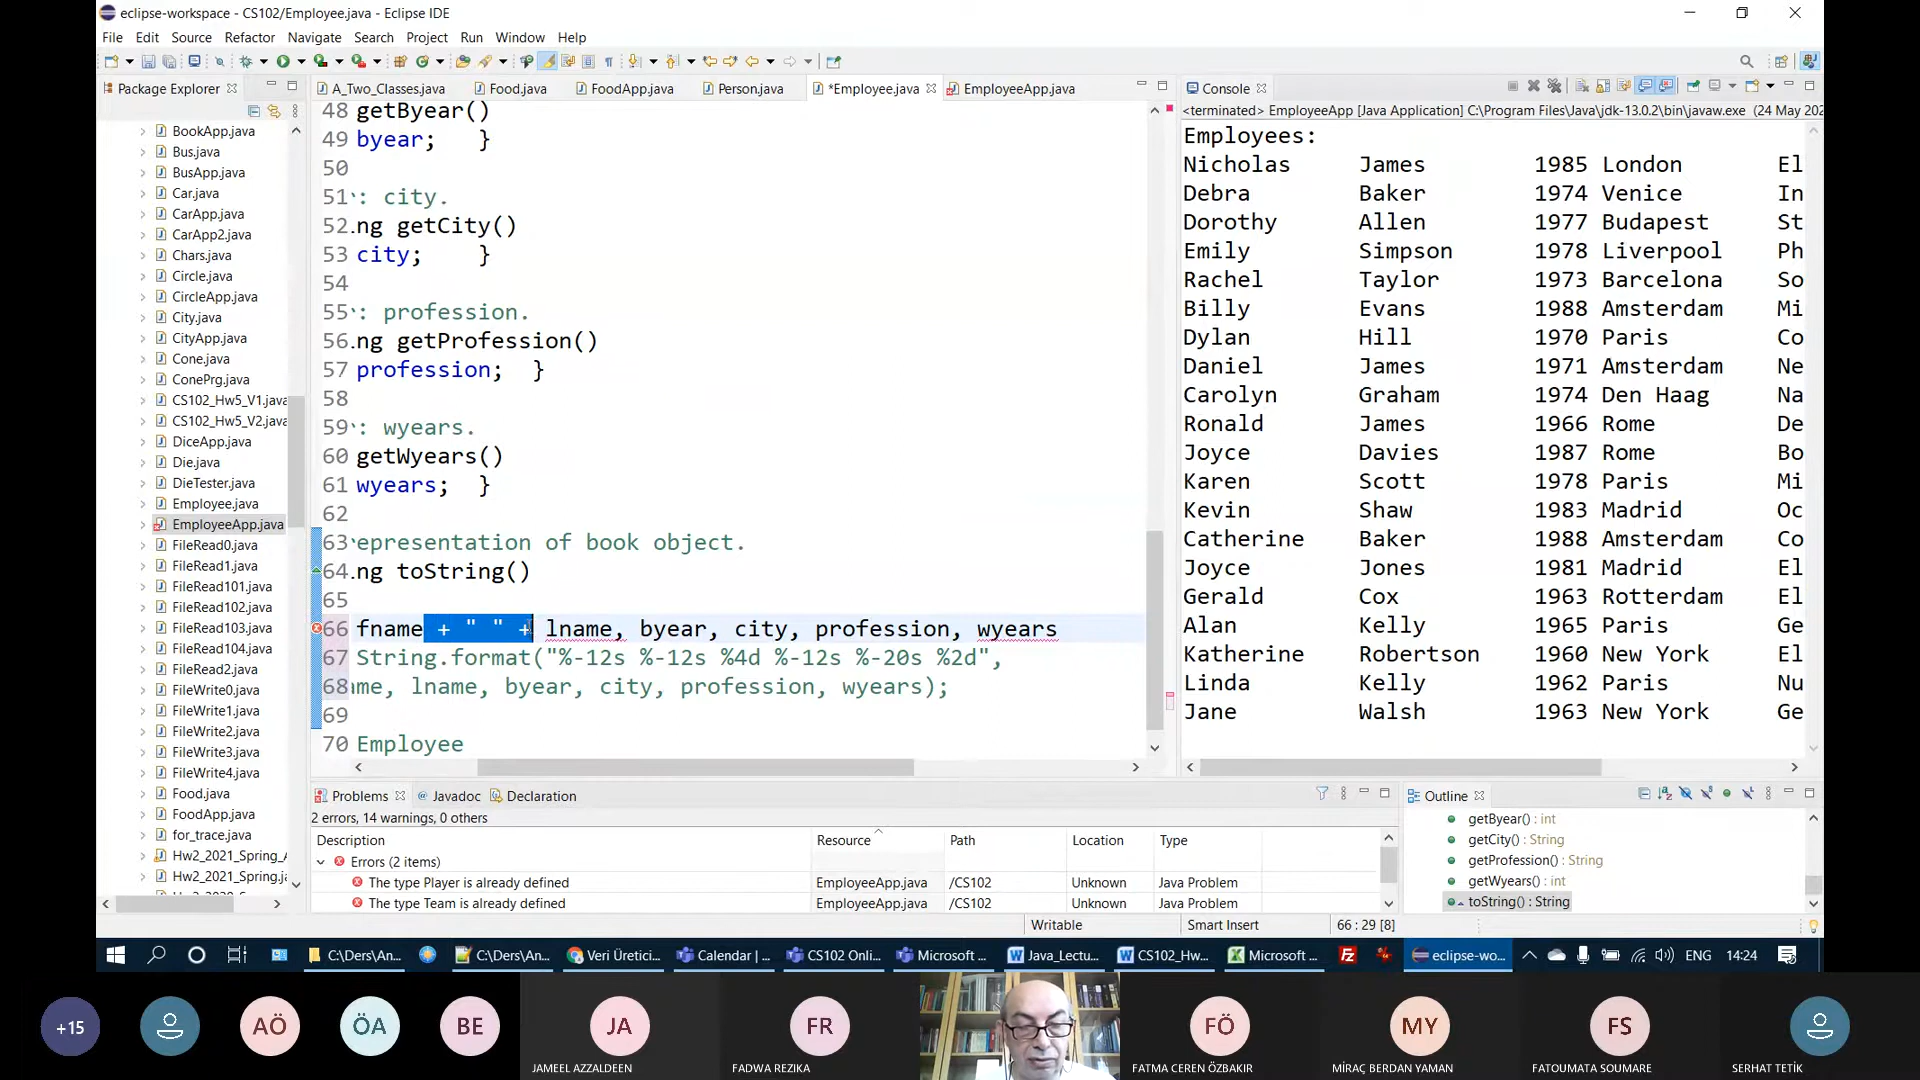 eclipse-workspace - CS102/Employee.java - Eclipse IDE
File Edit Source Refactor Navigate Search Project Run Window Help
Package Explorer
BookApp.java
Bus.java
BusApp.java
Car.java
CarApp.java
CarApp2.java
Chars.java
Circle.java
CircleApp.java
City.java
CityApp.java
Cone.java
ConePrg.java
CS102_Hw5_V1.java
CS102_Hw5_V2.java
DiceApp.java
Die.java
DieTester.java
Employee.java
EmployeeApp.java
FileRead0.java
FileRead1.java
FileRead101.java
FileRead102.java
FileRead103.java
FileRead104.java
FileRead2.java
FileWrite0.java
FileWrite1.java
FileWrite2.java
FileWrite3.java
FileWrite4.java
Food.java
FoodApp.java
for_trace.java
Hw2_2021_Spring_A
Hw2_2021_Spring.ja
A_Two_Classes.java Food.java FoodApp.java Person.java *Employee.java EmployeeApp.java
48 getByear()
49 byear; }
50
51 : city.
52 ng getCity()
53 city; }
54
55 : profession.
56 ng getProfession()
57 profession; }
58
59 : wyears.
60 getWyears()
61 wyears; }
62
63 epresentation of book object.
64 ng toString()
65
66 fname + " " + lname, byear, city, profession, wyears
67 String.format("%-12s %-12s %4d %-12s %-20s %2d",
68 me, lname, byear, city, profession, wyears);
69
70 Employee
Console
<terminated> EmployeeApp [Java Application] C:\Program Files\Java\jdk-13.0.2\bin\javaw.exe (24 May 202
Employees:
Nicholas James 1985 London El
Debra Baker 1974 Venice In
Dorothy Allen 1977 Budapest St
Emily Simpson 1978 Liverpool Ph
Rachel Taylor 1973 Barcelona So
Billy Evans 1988 Amsterdam Mi
Dylan Hill 1970 Paris Co
Daniel James 1971 Amsterdam Ne
Carolyn Graham 1974 Den Haag Na
Ronald James 1966 Rome De
Joyce Davies 1987 Rome Bo
Karen Scott 1978 Paris Mi
Kevin Shaw 1983 Madrid Oc
Catherine Baker 1988 Amsterdam Co
Joyce Jones 1981 Madrid El
Gerald Cox 1963 Rotterdam El
Alan Kelly 1965 Paris Ge
Katherine Robertson 1960 New York El
Linda Kelly 1962 Paris Nu
Jane Walsh 1963 New York Ge
Problems Javadoc Declaration
2 errors, 14 warnings, 0 others
Description Resource Path Location Type
Errors (2 items)
The type Player is already defined EmployeeApp.java /CS102 Unknown Java Problem
The type Team is already defined EmployeeApp.java /CS102 Unknown Java Problem
Outline
getByear() : int
getCity() : String
getProfession() : String
getWyears() : int
toString() : String
Writable Smart Insert 66 : 29 [8]
C:\Ders\An... C:\Ders\An... Veri Üretici... Calendar |... CS102 Onli... Microsoft ... Java_Lectu... CS102_Hw... Microsoft ... eclipse-wo... ENG 14:24
+15 AÖ ÖA BE JA FR FÖ MY FS
JAMEEL AZZALDEEN FADWA REZIKA FATMA CEREN ÖZBAKIR MİRAÇ BERDAN YAMAN FATOUMATA SOUMARE SERHAT TETİK